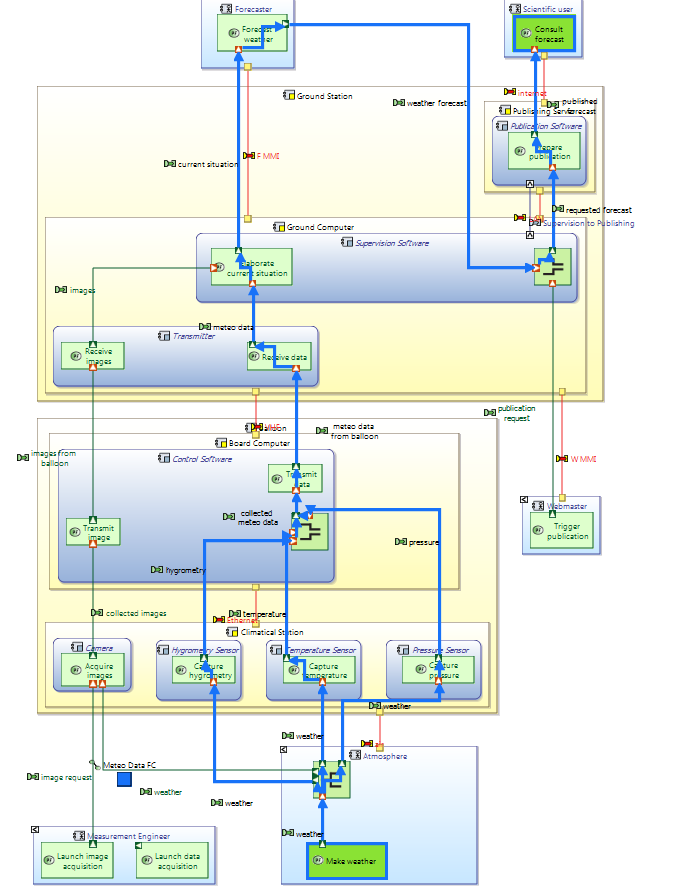 Forecaster
Forecast
weather
Scientific user
Consult
forecast
internet
published
forecast
Ground Station
weather forecast
Publishing Server
Publication Software
Prepare
publication
current situation
F MMI
requested forecast
Supervision to Publishing
Ground Computer
Supervision Software
Elaborate
current situation
images
meteo data
Transmitter
Receive
images
Receive data
publication
request
meteo data
from balloon
Board Computer
images from
balloon
Control Software
W MMI
Transmit
data
Webmaster
Trigger
publication
collected
meteo data
Transmit
image
pressure
hygrometry
collected images
temperature
Ethernet
Climatical Station
Camera
Acquire
images
Hygrometry Sensor
Capture
hygrometry
Temperature Sensor
Capture
temperature
Pressure Sensor
Capture
pressure
weather
weather
Atmosphere
Meteo Data FC
image request
weather
weather
weather
Measurement Engineer
Launch image
acquisition
Launch data
acquisition
Make weather